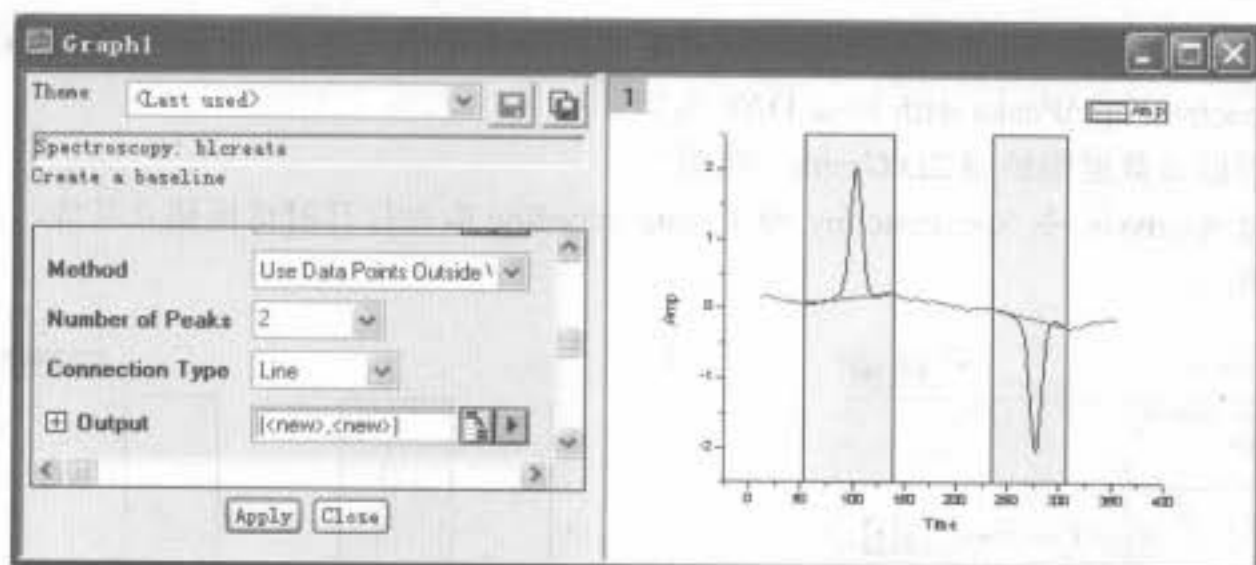 Graph1
Theme <Last used>
Spectroscopy: blcreate
Create a baseline
Method Use Data Points Outside
Number of Peaks 2
Connection Type Line
Output [<new>,<new>]
Apply Close
1
Amp
2
1
0
-1
-2
0 50 100 150 200 250 300 350 400
Time